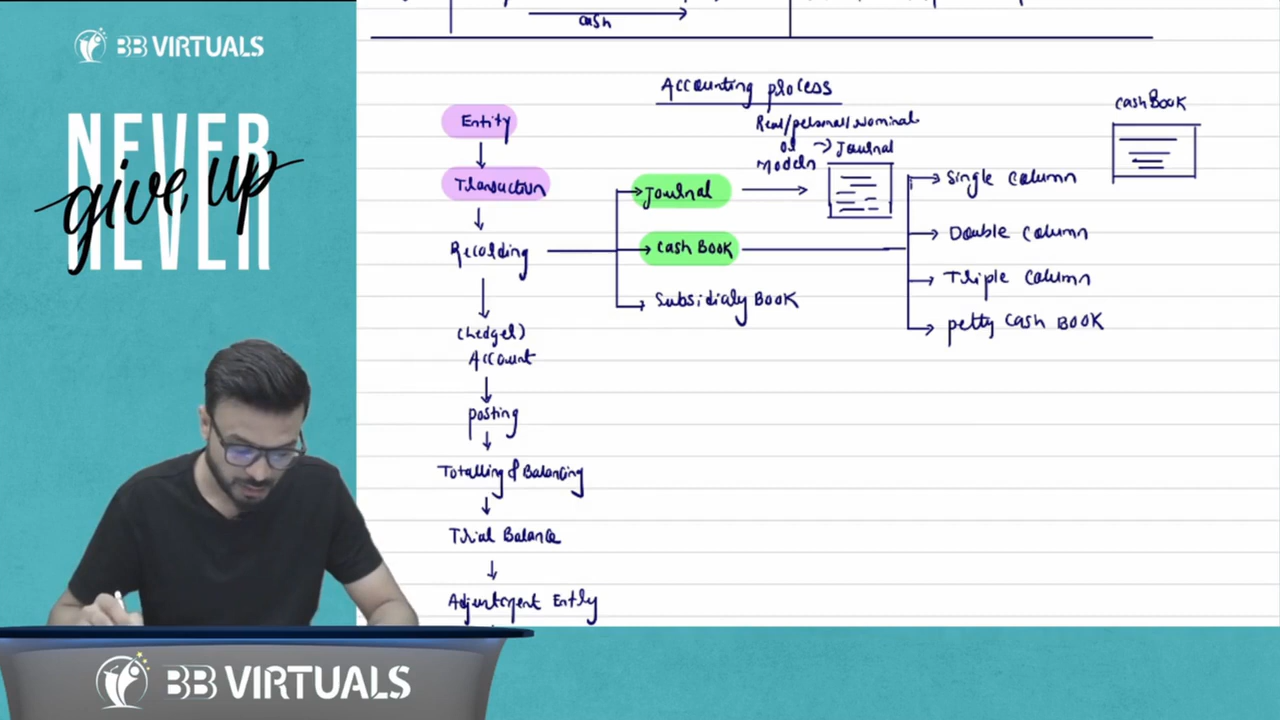 BB VIRTUALS
NEVER
give up
NEVER
cash
Accounting process
Entity
Real/personal/Nominal
or
Models
→ Journal
cash Book
Transaction
Journal
Single column
Recording
cash Book
Double column
Subsidiary Book
Triple column
petty cash Book
(Ledger)
Account
posting
Totalling & Balancing
Trial Balance
Adjustment Entry
BB VIRTUALS